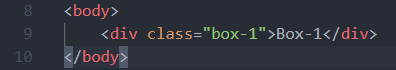 8 <body>
9 <div class="box-1">Box-1</div>
10 </body>